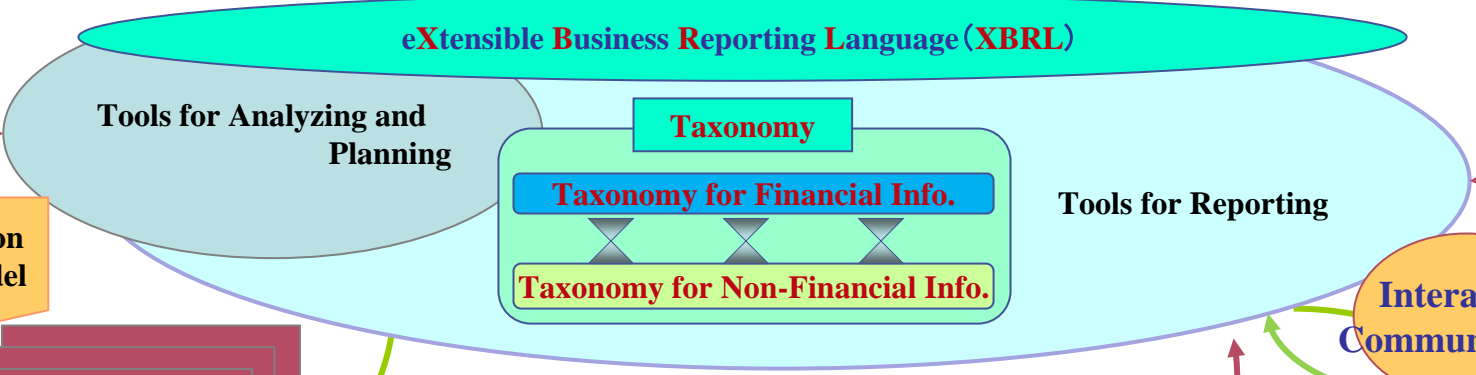 eXtensible Business Reporting Language（XBRL）
Tools for Analyzing and
Planning
Taxonomy
Taxonomy for Financial Info.
Tools for Reporting
Taxonomy for Non-Financial Info.